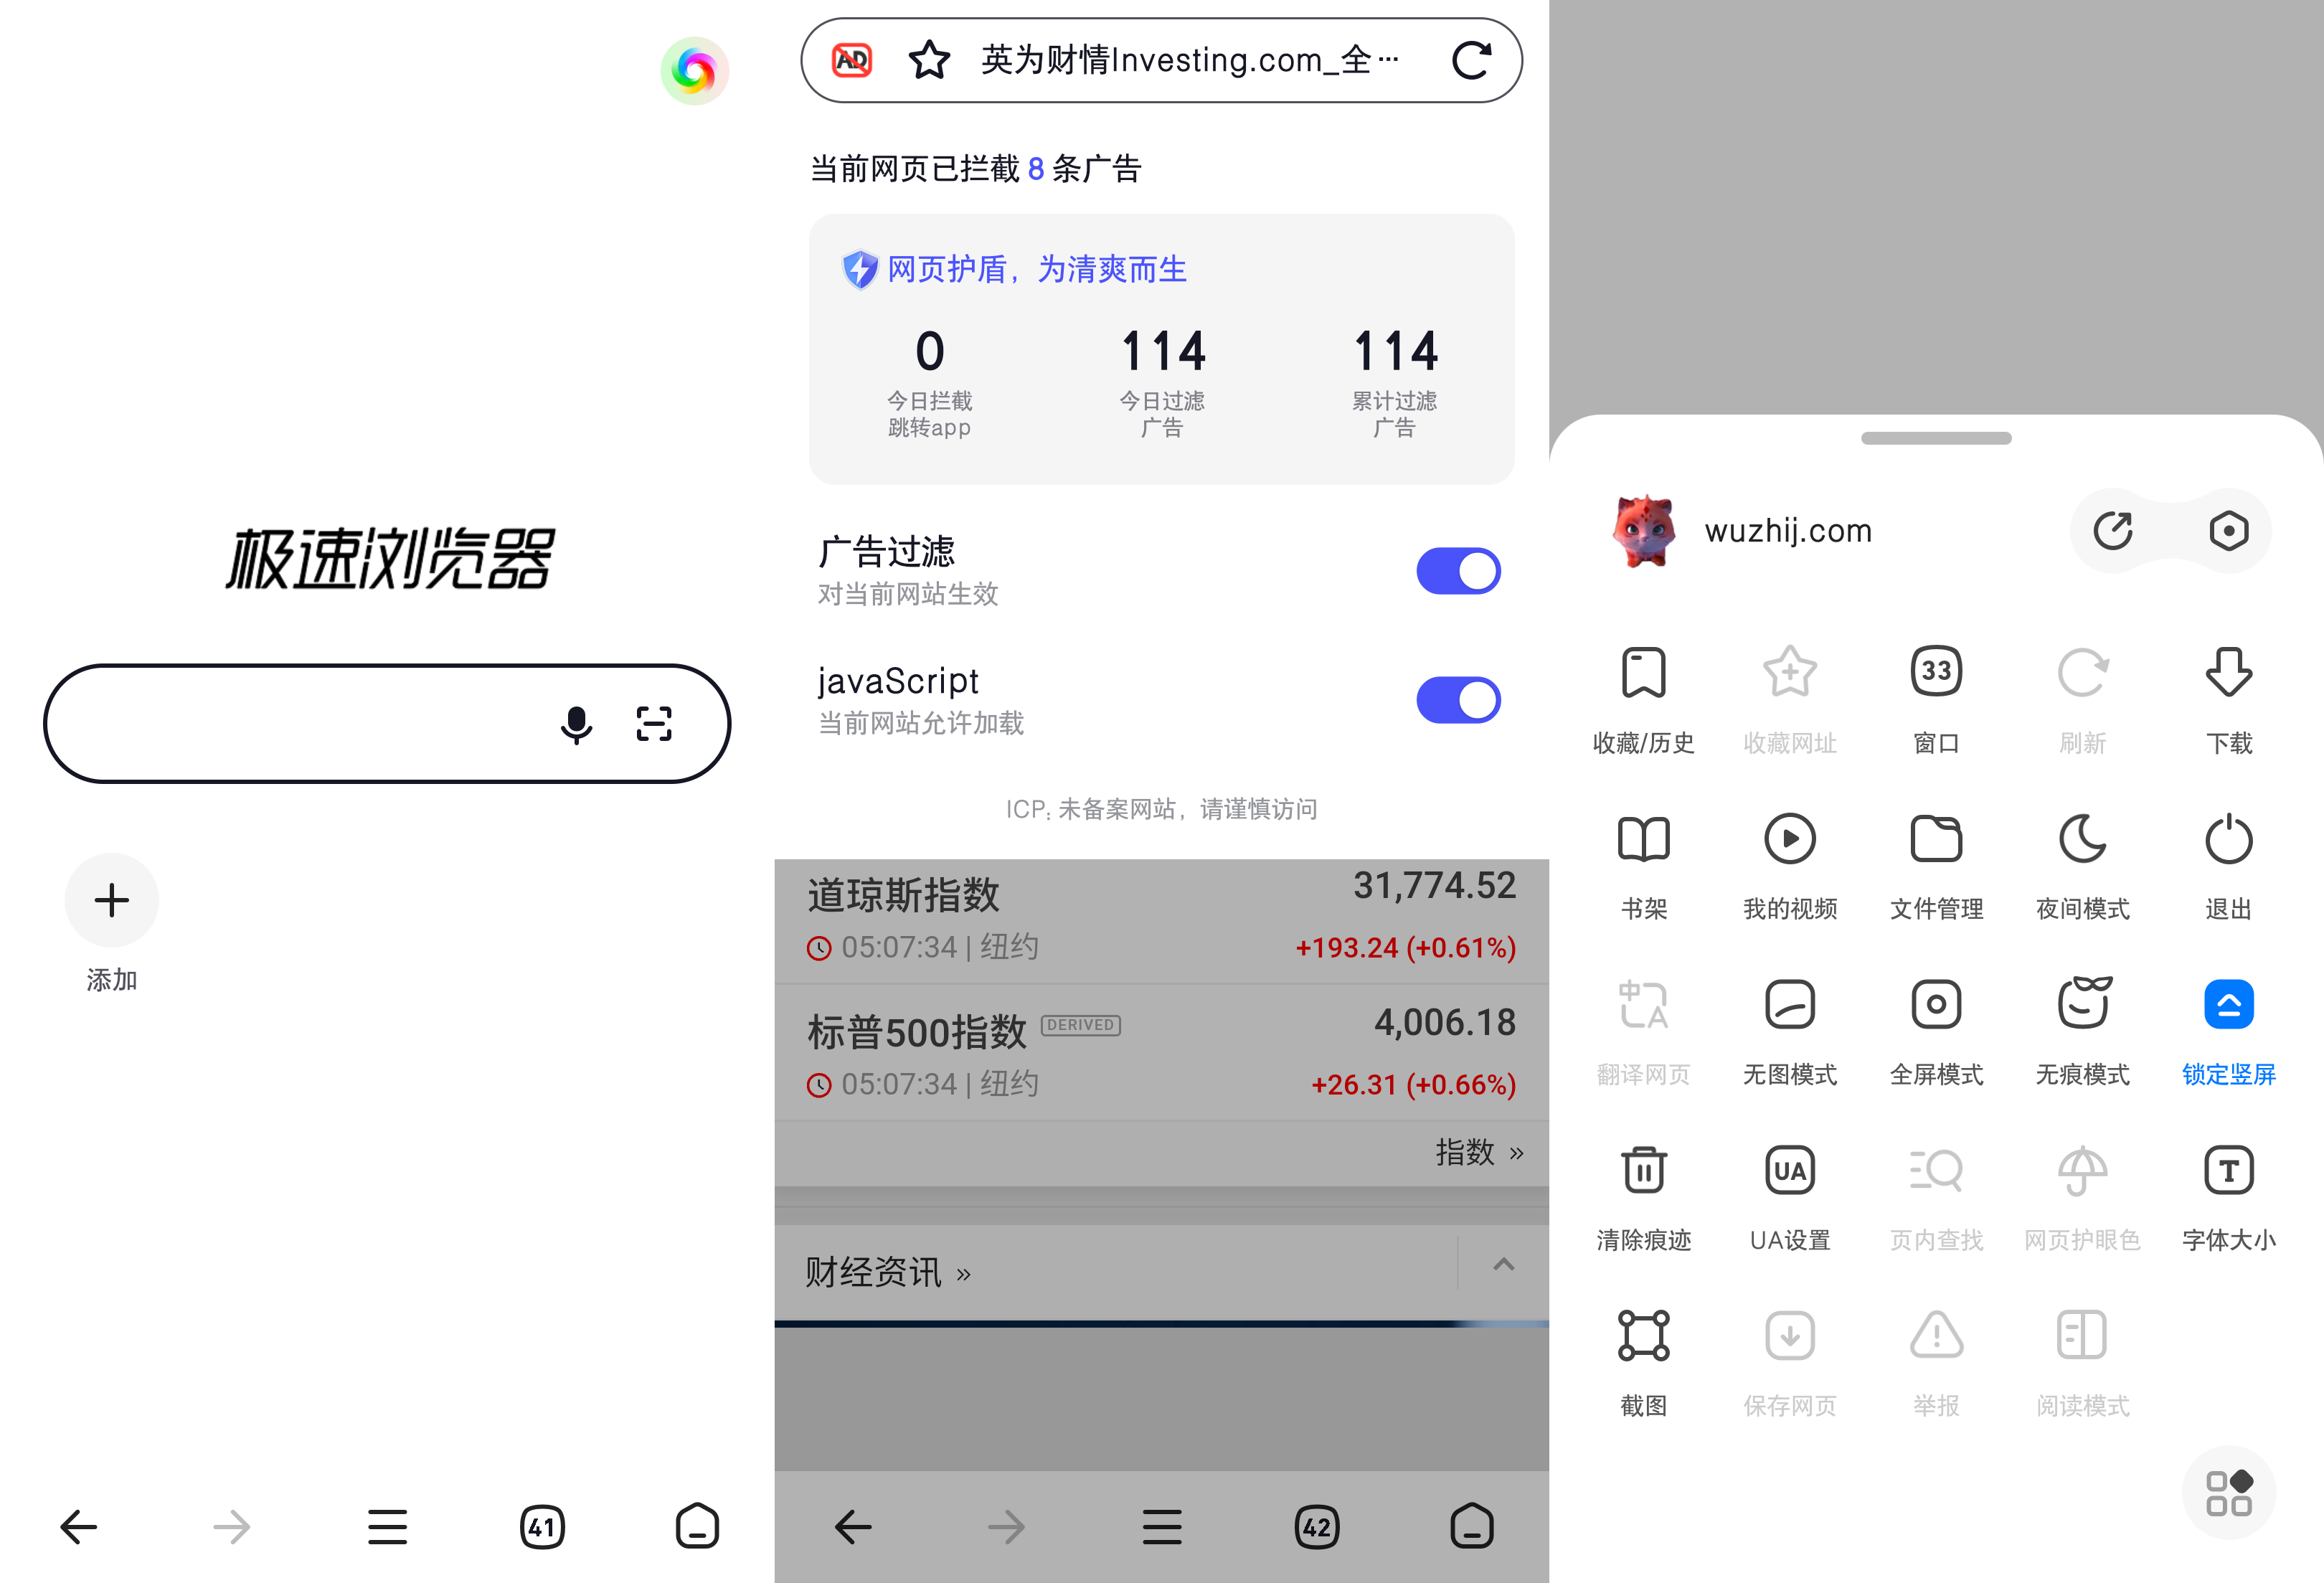 极速浏览器
添加
41
AD
英为财情Investing.com_全···
当前网页已拦截 8 条广告
网页护盾，为清爽而生
0
今日拦截
跳转app
114
今日过滤
广告
114
累计过滤
广告
广告过滤
对当前网站生效
javaScript
当前网站允许加载
ICP: 未备案网站，请谨慎访问
道琼斯指数 31,774.52
05:07:34 | 纽约 +193.24 (+0.61%)
标普500指数 DERIVED 4,006.18
05:07:34 | 纽约 +26.31 (+0.66%)
指数 »
财经资讯 »
42
wuzhij.com
33
收藏/历史 收藏网址 窗口 刷新 下载
书架 我的视频 文件管理 夜间模式 退出
中 A
翻译网页 无图模式 全屏模式 无痕模式 锁定竖屏
UA T
清除痕迹 UA设置 页内查找 网页护眼色 字体大小
截图 保存网页 举报 阅读模式